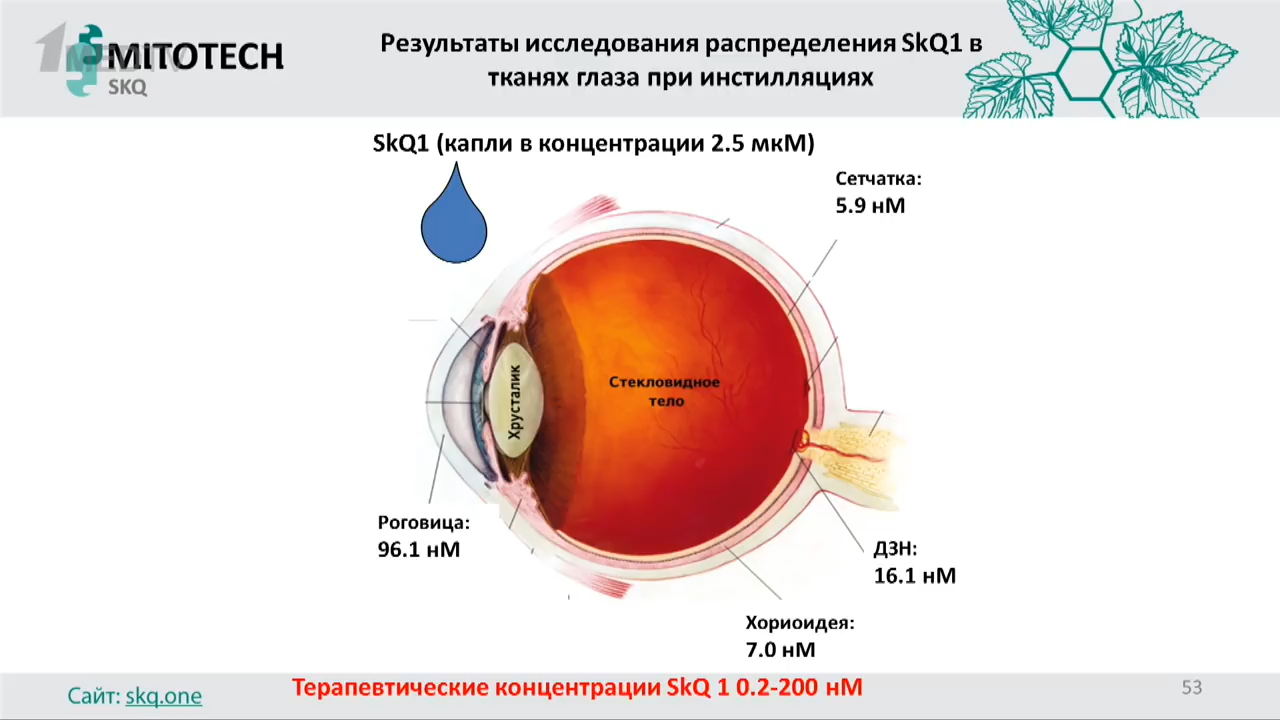 MITOTECH
SKQ
Результаты исследования распределения SkQ1 в
тканях глаза при инстилляциях
SkQ1 (капли в концентрации 2.5 мкМ)
Сетчатка:
5.9 нМ
Хрусталик
Стекловидное
тело
Роговица:
96.1 нМ
ДЗН:
16.1 нМ
Хориоидея:
7.0 нМ
Терапевтические концентрации SkQ 1 0.2-200 нМ
Сайт: skq.one
53